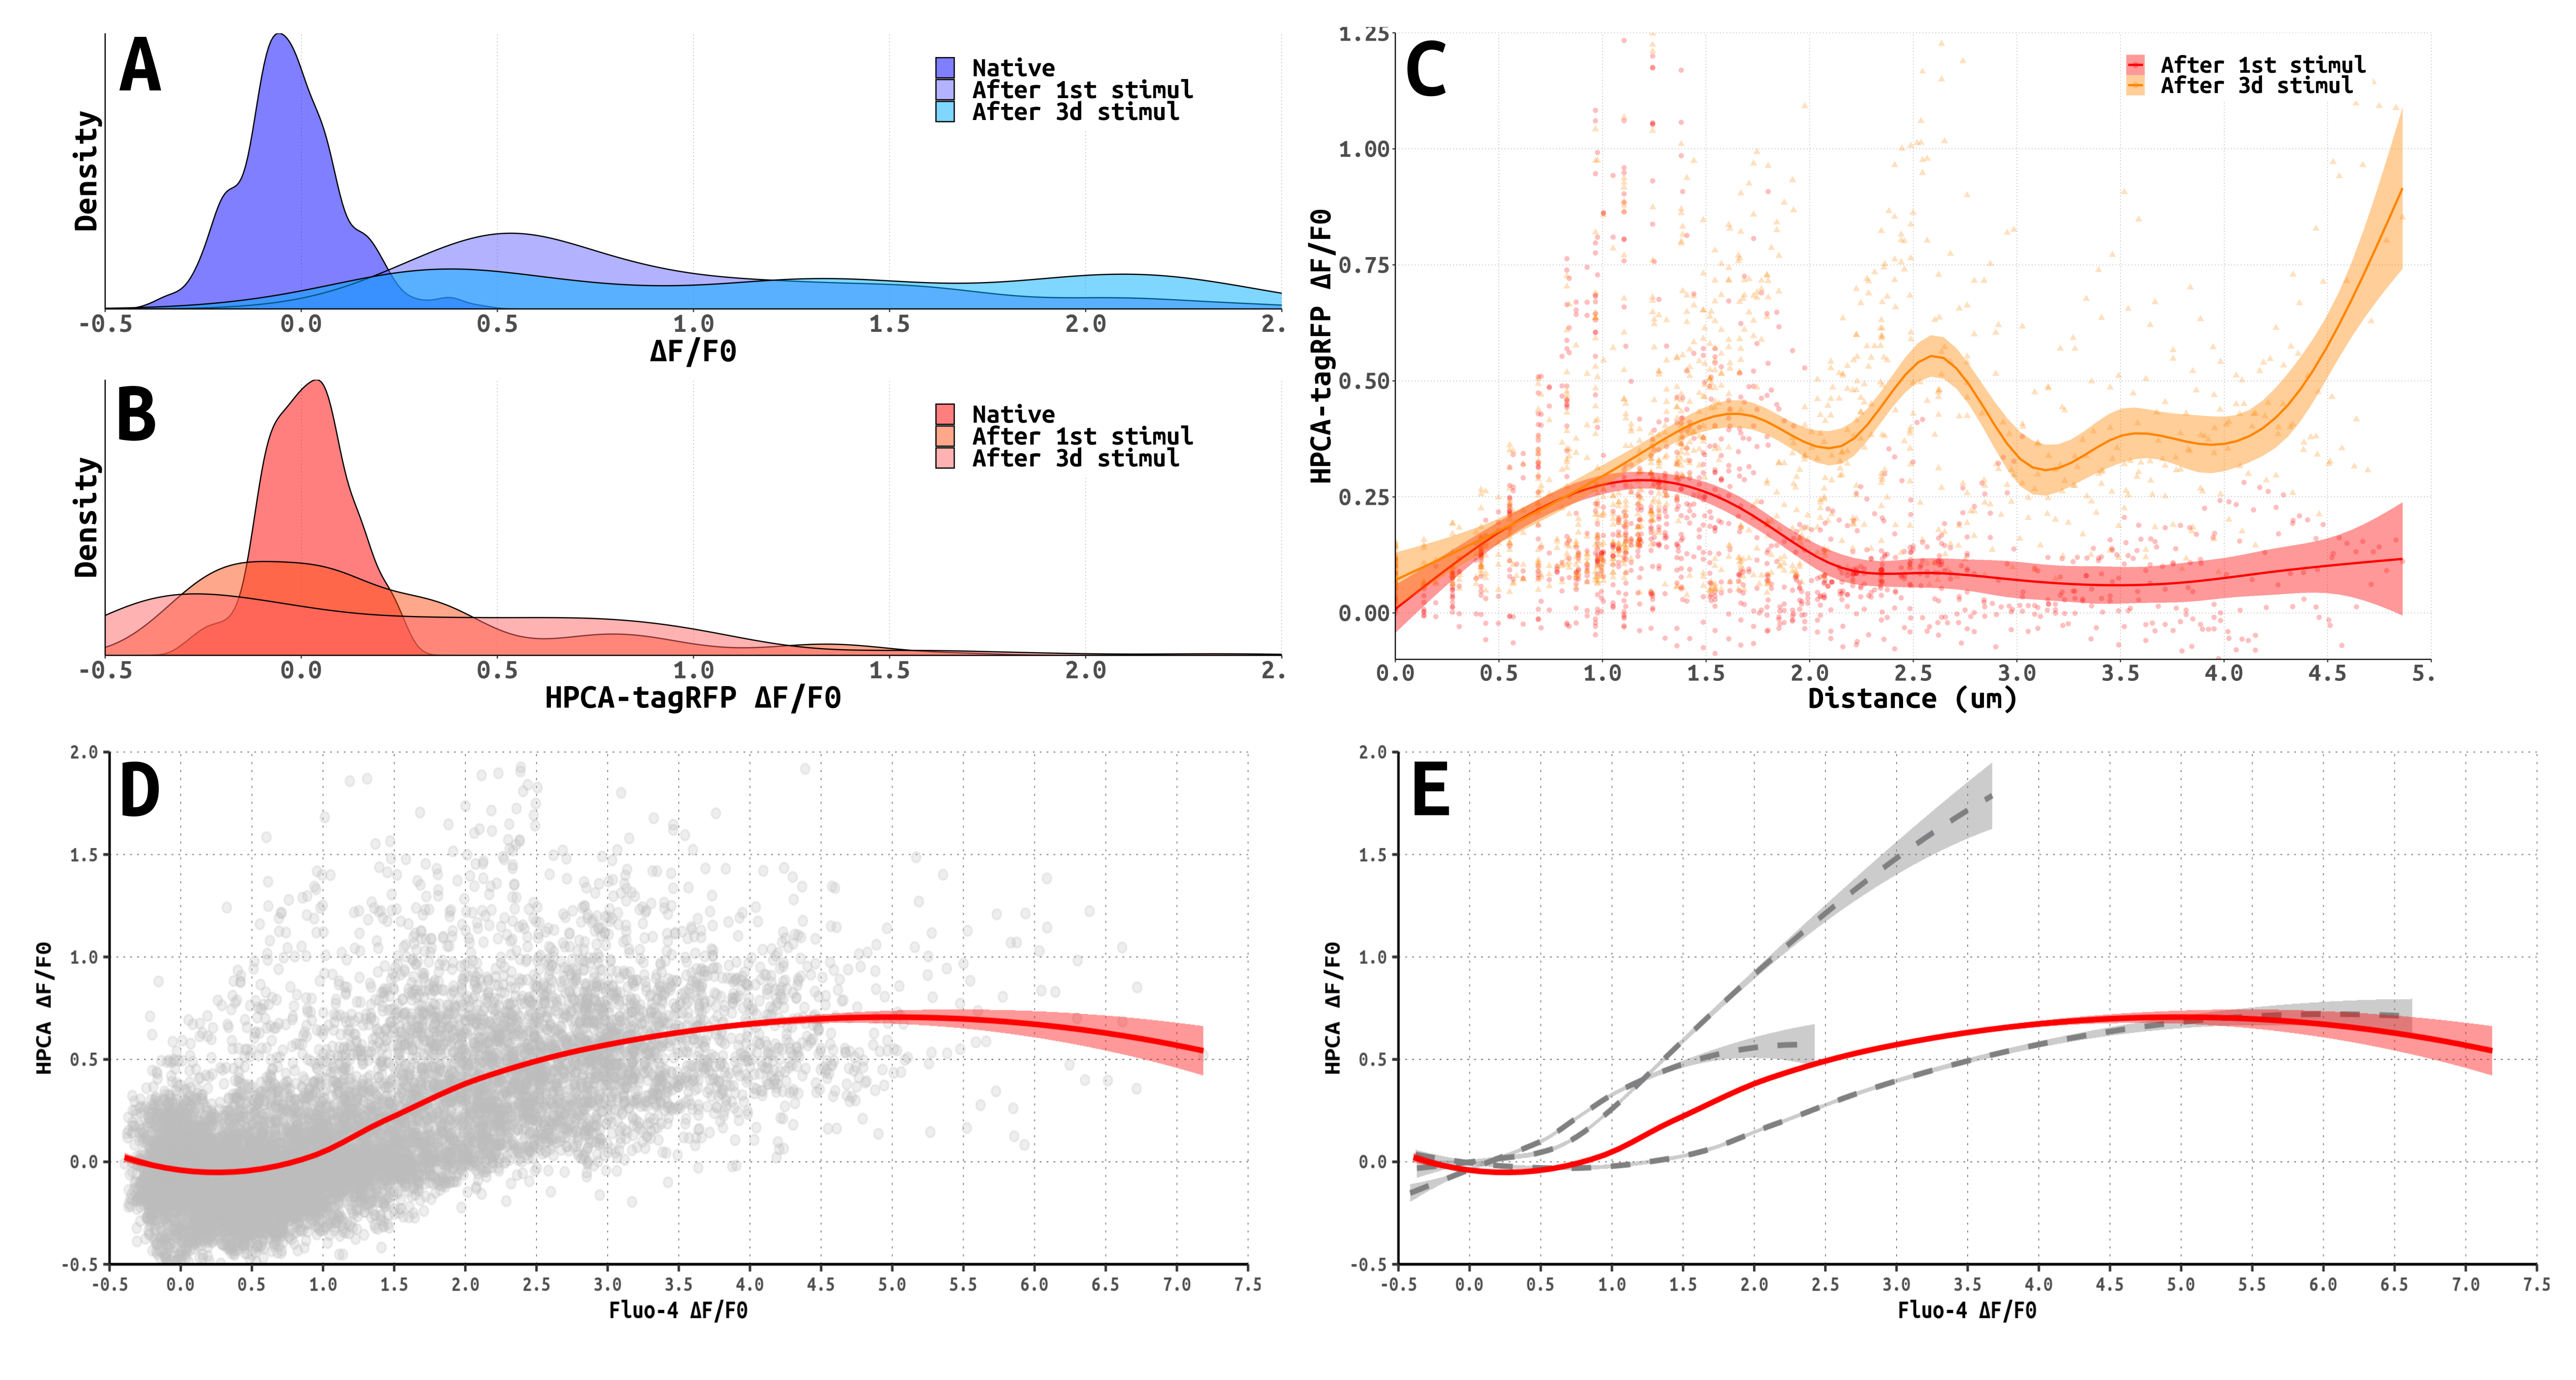 A
Density
Native
After 1st stimul
After 3d stimul
-0.5 0.0 0.5 1.0 1.5 2.0 2.
ΔF/F0
B
Density
Native
After 1st stimul
After 3d stimul
-0.5 0.0 0.5 1.0 1.5 2.0 2.
HPCA-tagRFP ΔF/F0
C
HPCA-tagRFP ΔF/F0
After 1st stimul
After 3d stimul
1.25
1.00
0.75
0.50
0.25
0.00
0.0 0.5 1.0 1.5 2.0 2.5 3.0 3.5 4.0 4.5 5.
Distance (um)
D
HPCA ΔF/F0
2.0
1.5
1.0
0.5
0.0
-0.5
-0.5 0.0 0.5 1.0 1.5 2.0 2.5 3.0 3.5 4.0 4.5 5.0 5.5 6.0 6.5 7.0 7.5
Fluo-4 ΔF/F0
E
HPCA ΔF/F0
2.0
1.5
1.0
0.5
0.0
-0.5
-0.5 0.0 0.5 1.0 1.5 2.0 2.5 3.0 3.5 4.0 4.5 5.0 5.5 6.0 6.5 7.0 7.5
Fluo-4 ΔF/F0